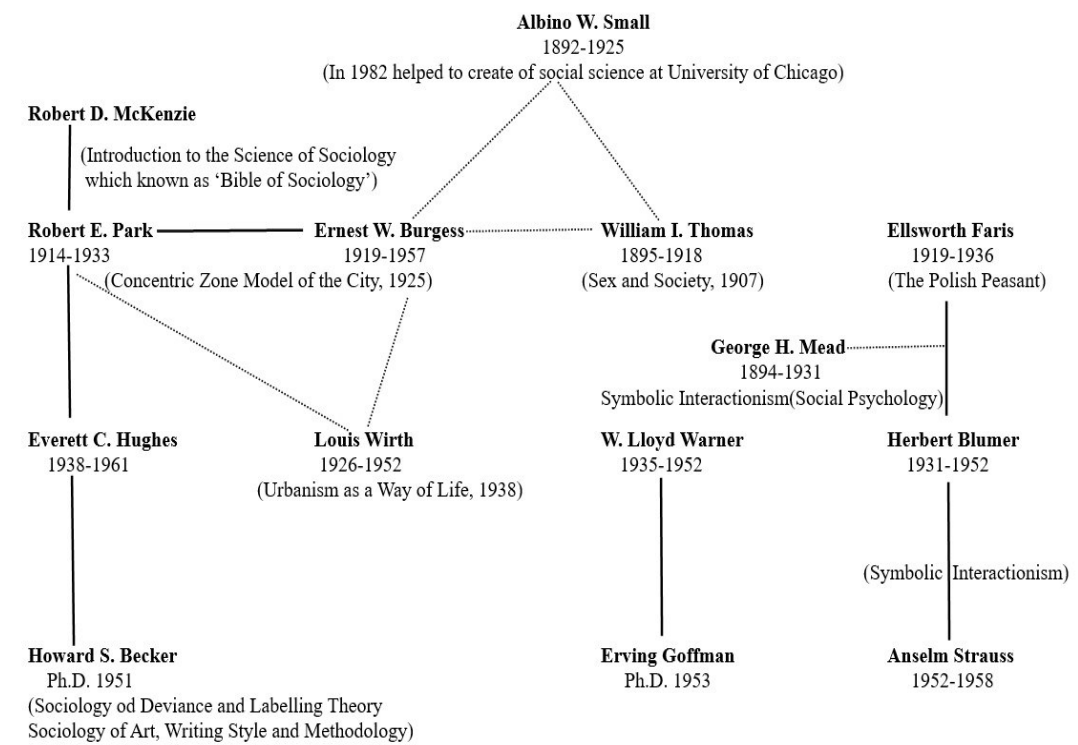 Albino W. Small
1892-1925
(In 1982 helped to create of social science at University of Chicago)
Robert D. McKenzie
(Introduction to the Science of Sociology
which known as ‘Bible of Sociology’)
Robert E. Park
1914-1933
Ernest W. Burgess
1919-1957
(Concentric Zone Model of the City, 1925)
William I. Thomas
1895-1918
(Sex and Society, 1907)
Ellsworth Faris
1919-1936
(The Polish Peasant)
George H. Mead
1894-1931
Symbolic Interactionism(Social Psychology)
Everett C. Hughes
1938-1961
Louis Wirth
1926-1952
(Urbanism as a Way of Life, 1938)
W. Lloyd Warner
1935-1952
Herbert Blumer
1931-1952
(Symbolic Interactionism)
Howard S. Becker
Ph.D. 1951
(Sociology od Deviance and Labelling Theory
Sociology of Art, Writing Style and Methodology)
Erving Goffman
Ph.D. 1953
Anselm Strauss
1952-1958